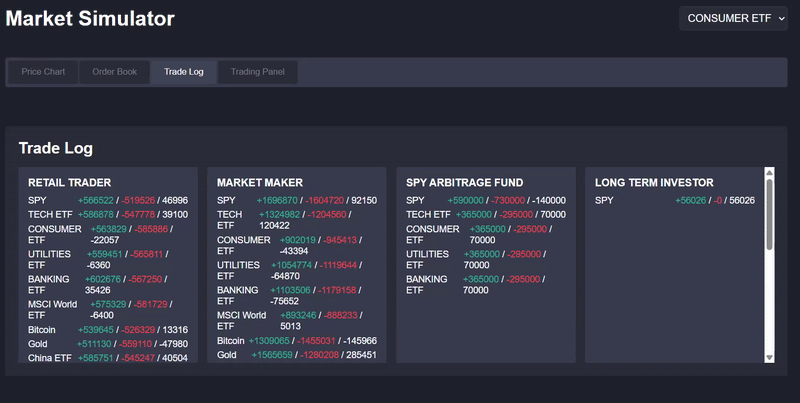 Market Simulator
CONSUMER ETF
Price Chart
Order Book
Trade Log
Trading Panel
Trade Log
RETAIL TRADER
SPY +566522 / -519526 / 46996
TECH ETF +586878 / -547778 / 39100
CONSUMER +563829 / -585886 /
ETF -22057
UTILITIES +559451 / -565811 /
ETF -6360
BANKING +602676 / -567250 /
ETF 35426
MSCI World +575329 / -581729 /
ETF -6400
Bitcoin +539645 / -526329 / 13316
Gold +511130 / -559110 / -47980
China ETF +585751 / -545247 / 40504
MARKET MAKER
SPY +1696870 / -1604720 / 92150
TECH +1324982 / -1204560 /
ETF 120422
CONSUMER +902019 / -945413 /
ETF -43394
UTILITIES +1054774 / -1119644 /
ETF -64870
BANKING +1103506 / -1179158 /
ETF -75652
MSCI World +893246 / -888233 /
ETF 5013
Bitcoin +1309065 / -1455031 / -145966
Gold +1565659 / -1280208 / 285451
SPY ARBITRAGE FUND
SPY +590000 / -730000 / -140000
TECH ETF +365000 / -295000 / 70000
CONSUMER +365000 / -295000 /
ETF 70000
UTILITIES +365000 / -295000 /
ETF 70000
BANKING +365000 / -295000 /
ETF 70000
LONG TERM INVESTOR
SPY +56026 / -0 / 56026